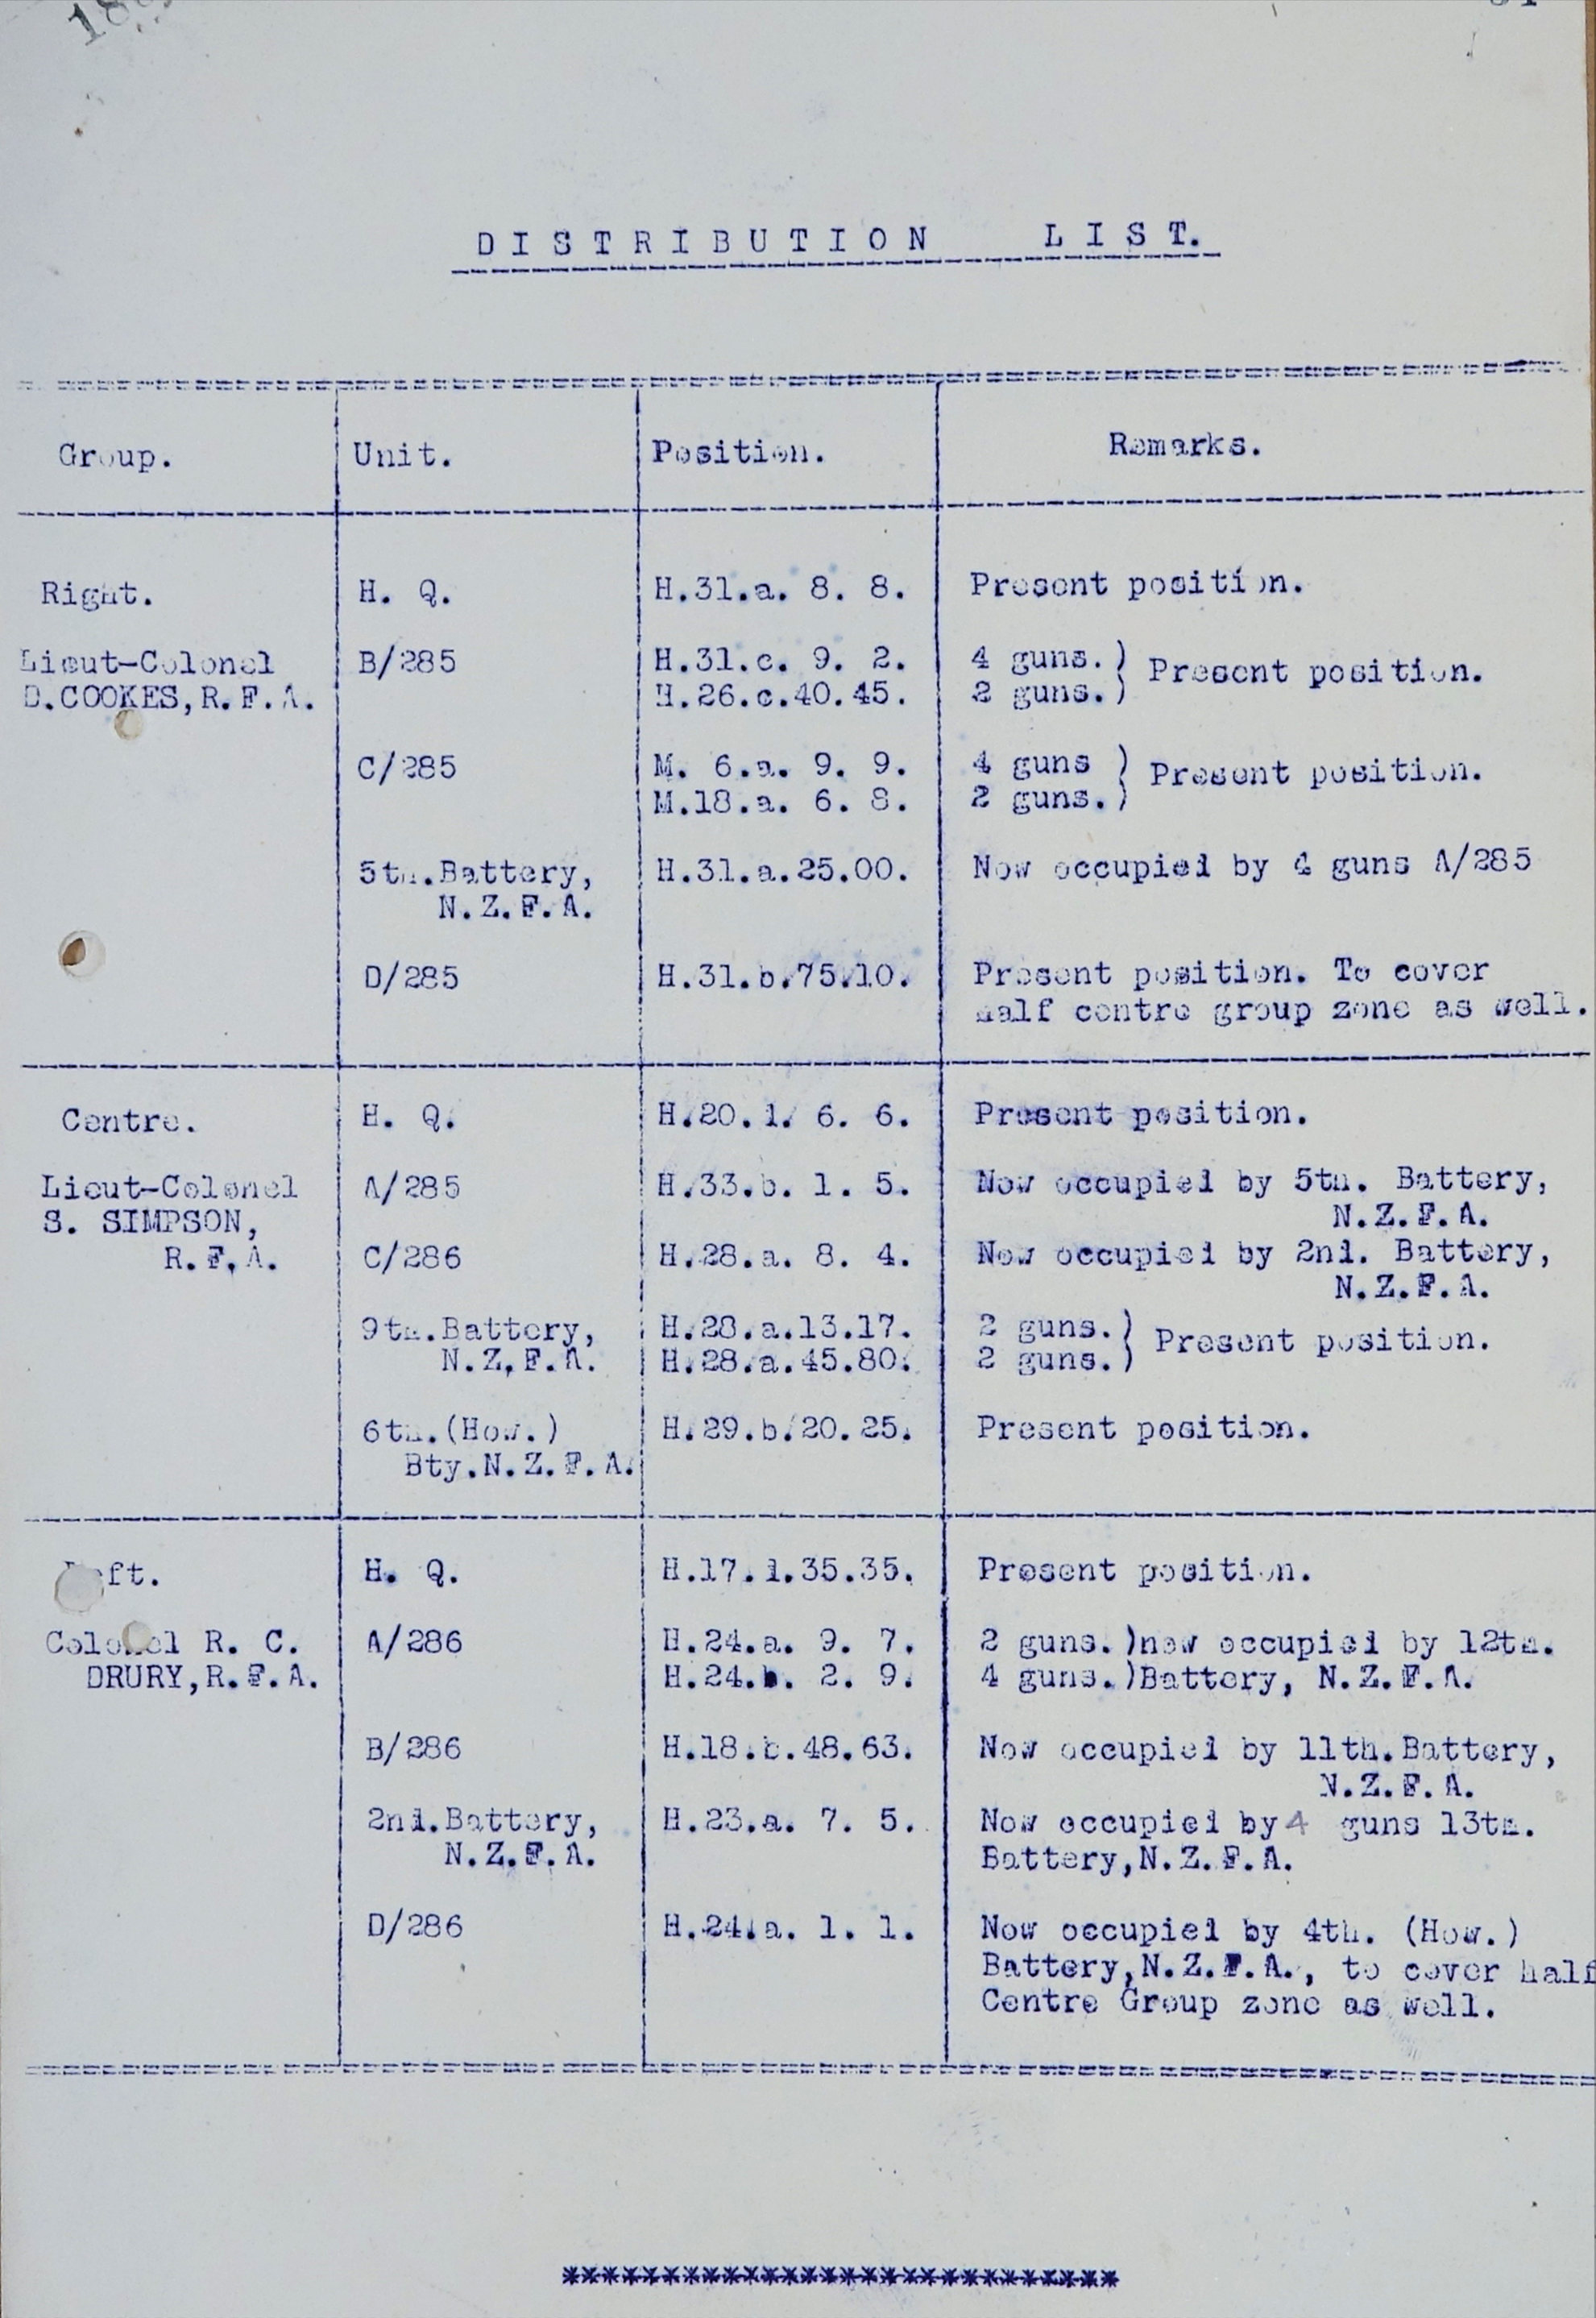 DISTRIBUTION LIST.
Group. Unit. Position. Remarks.
Right. H. Q. H.31.a. 8. 8. Present position.
Lieut-Colonel B/285 H.31.c. 9. 2. 4 guns.) Present position.
D.COOKES,R.F.A. H.26.c.40.45. 2 guns.)
C/285 M. 6.a. 9. 9. 4 guns ) Present position.
M.18.a. 6. 8. 2 guns.)
5th.Battery, H.31.a.25.00. Now occupied by 4 guns A/285
N.Z.F.A.
D/285 H.31.b.75.10. Present position. To cover
half centre group zone as well.
Centre. H. Q. H.20.d. 6. 6. Present position.
Lieut-Colonel A/285 H.33.b. 1. 5. Now occupied by 5th. Battery,
S. SIMPSON, N.Z.F.A.
R.F.A. C/286 H.28.a. 8. 4. Now occupied by 2nd. Battery,
N.Z.F.A.
9th.Battery, H.28.a.13.17. 2 guns.) Present position.
N.Z.F.A. H.28.a.45.80. 2 guns.)
6th.(How.) H.29.b.20.25. Present position.
Bty.N.Z.F.A.
Left. H. Q. H.17.d.35.35. Present position.
Colonel R. C. A/286 H.24.a. 9. 7. 2 guns.)now occupied by 12th.
DRURY,R.F.A. H.24.b. 2. 9. 4 guns.)Battery, N.Z.F.A.
B/286 H.18.b.48.63. Now occupied by 11th.Battery,
N.Z.F.A.
2nd.Battery, H.23.a. 7. 5. Now occupied by 4 guns 13th.
N.Z.F.A. Battery,N.Z.F.A.
D/286 H.24.a. 1. 1. Now occupied by 4th. (How.)
Battery,N.Z.F.A., to cover half
Centre Group zone as well.
****************************